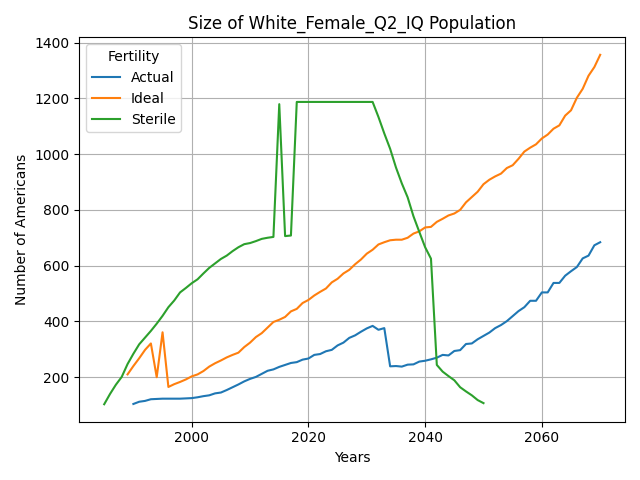 Size of White_Female_Q2_IQ Population
Number of Americans
1400
1200
1000
800
600
400
200
Fertility
Actual
Ideal
Sterile
2000
2020
2040
2060
Years